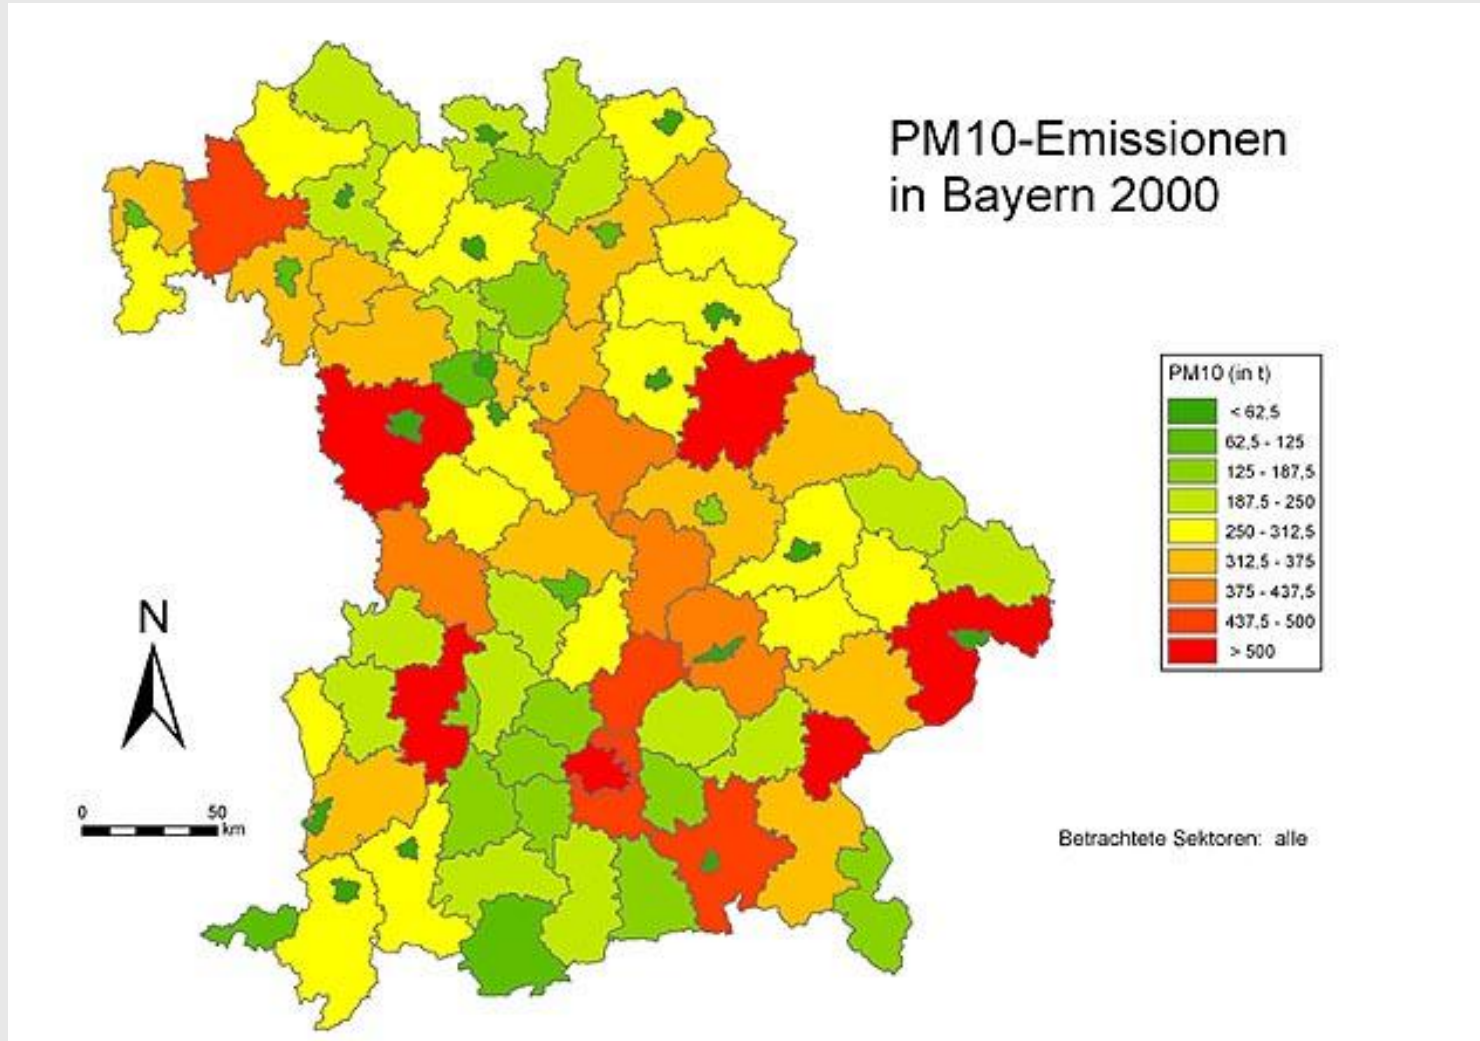 PM10-Emissionen
in Bayern 2000
PM10 (in t)
< 62,5
62,5 - 125
125 - 187,5
187,5 - 250
250 - 312,5
312,5 - 375
375 - 437,5
437,5 - 500
> 500
N
0 50
km
Betrachtete Sektoren: alle